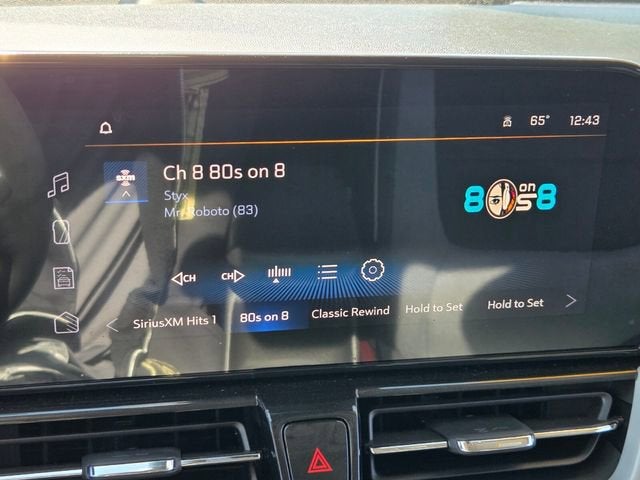 65° 12:43
sxm
Ch 8 80s on 8
Styx
Mr. Roboto (83)
80s on 8
CH CH
SiriusXM Hits 1 80s on 8 Classic Rewind Hold to Set Hold to Set